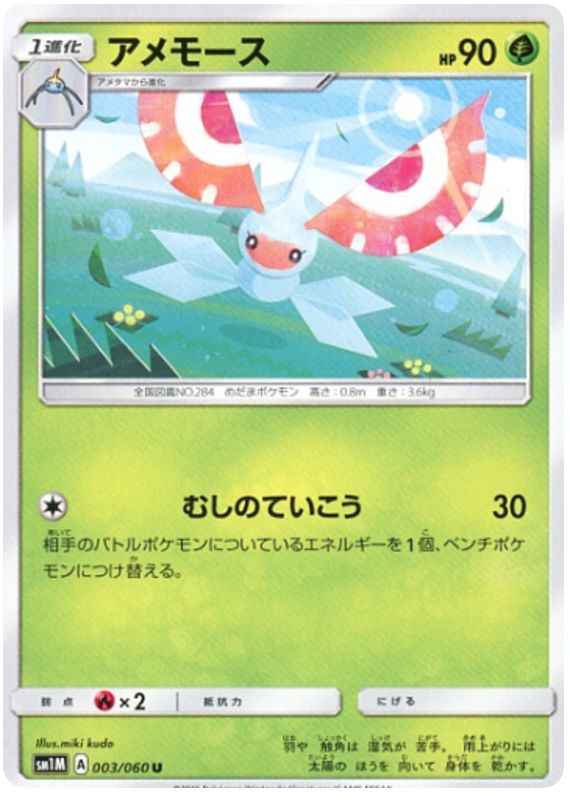 1進化
アメモース
HP 90
アメタマから進化
全国図鑑NO.284 めだまポケモン 高さ:0.8m 重さ:3.6kg
むしのていこう 30
相手のバトルポケモンについているエネルギーを1個、ベンチポケ
モンにつけ替える。
弱点 ×2 抵抗力 にげる
Illus.miki kudo
SM1M A 003/060 U
羽や 触角は 湿気が 苦手。 雨上がりには
太陽の ほうを 向いて 身体を 乾かす。